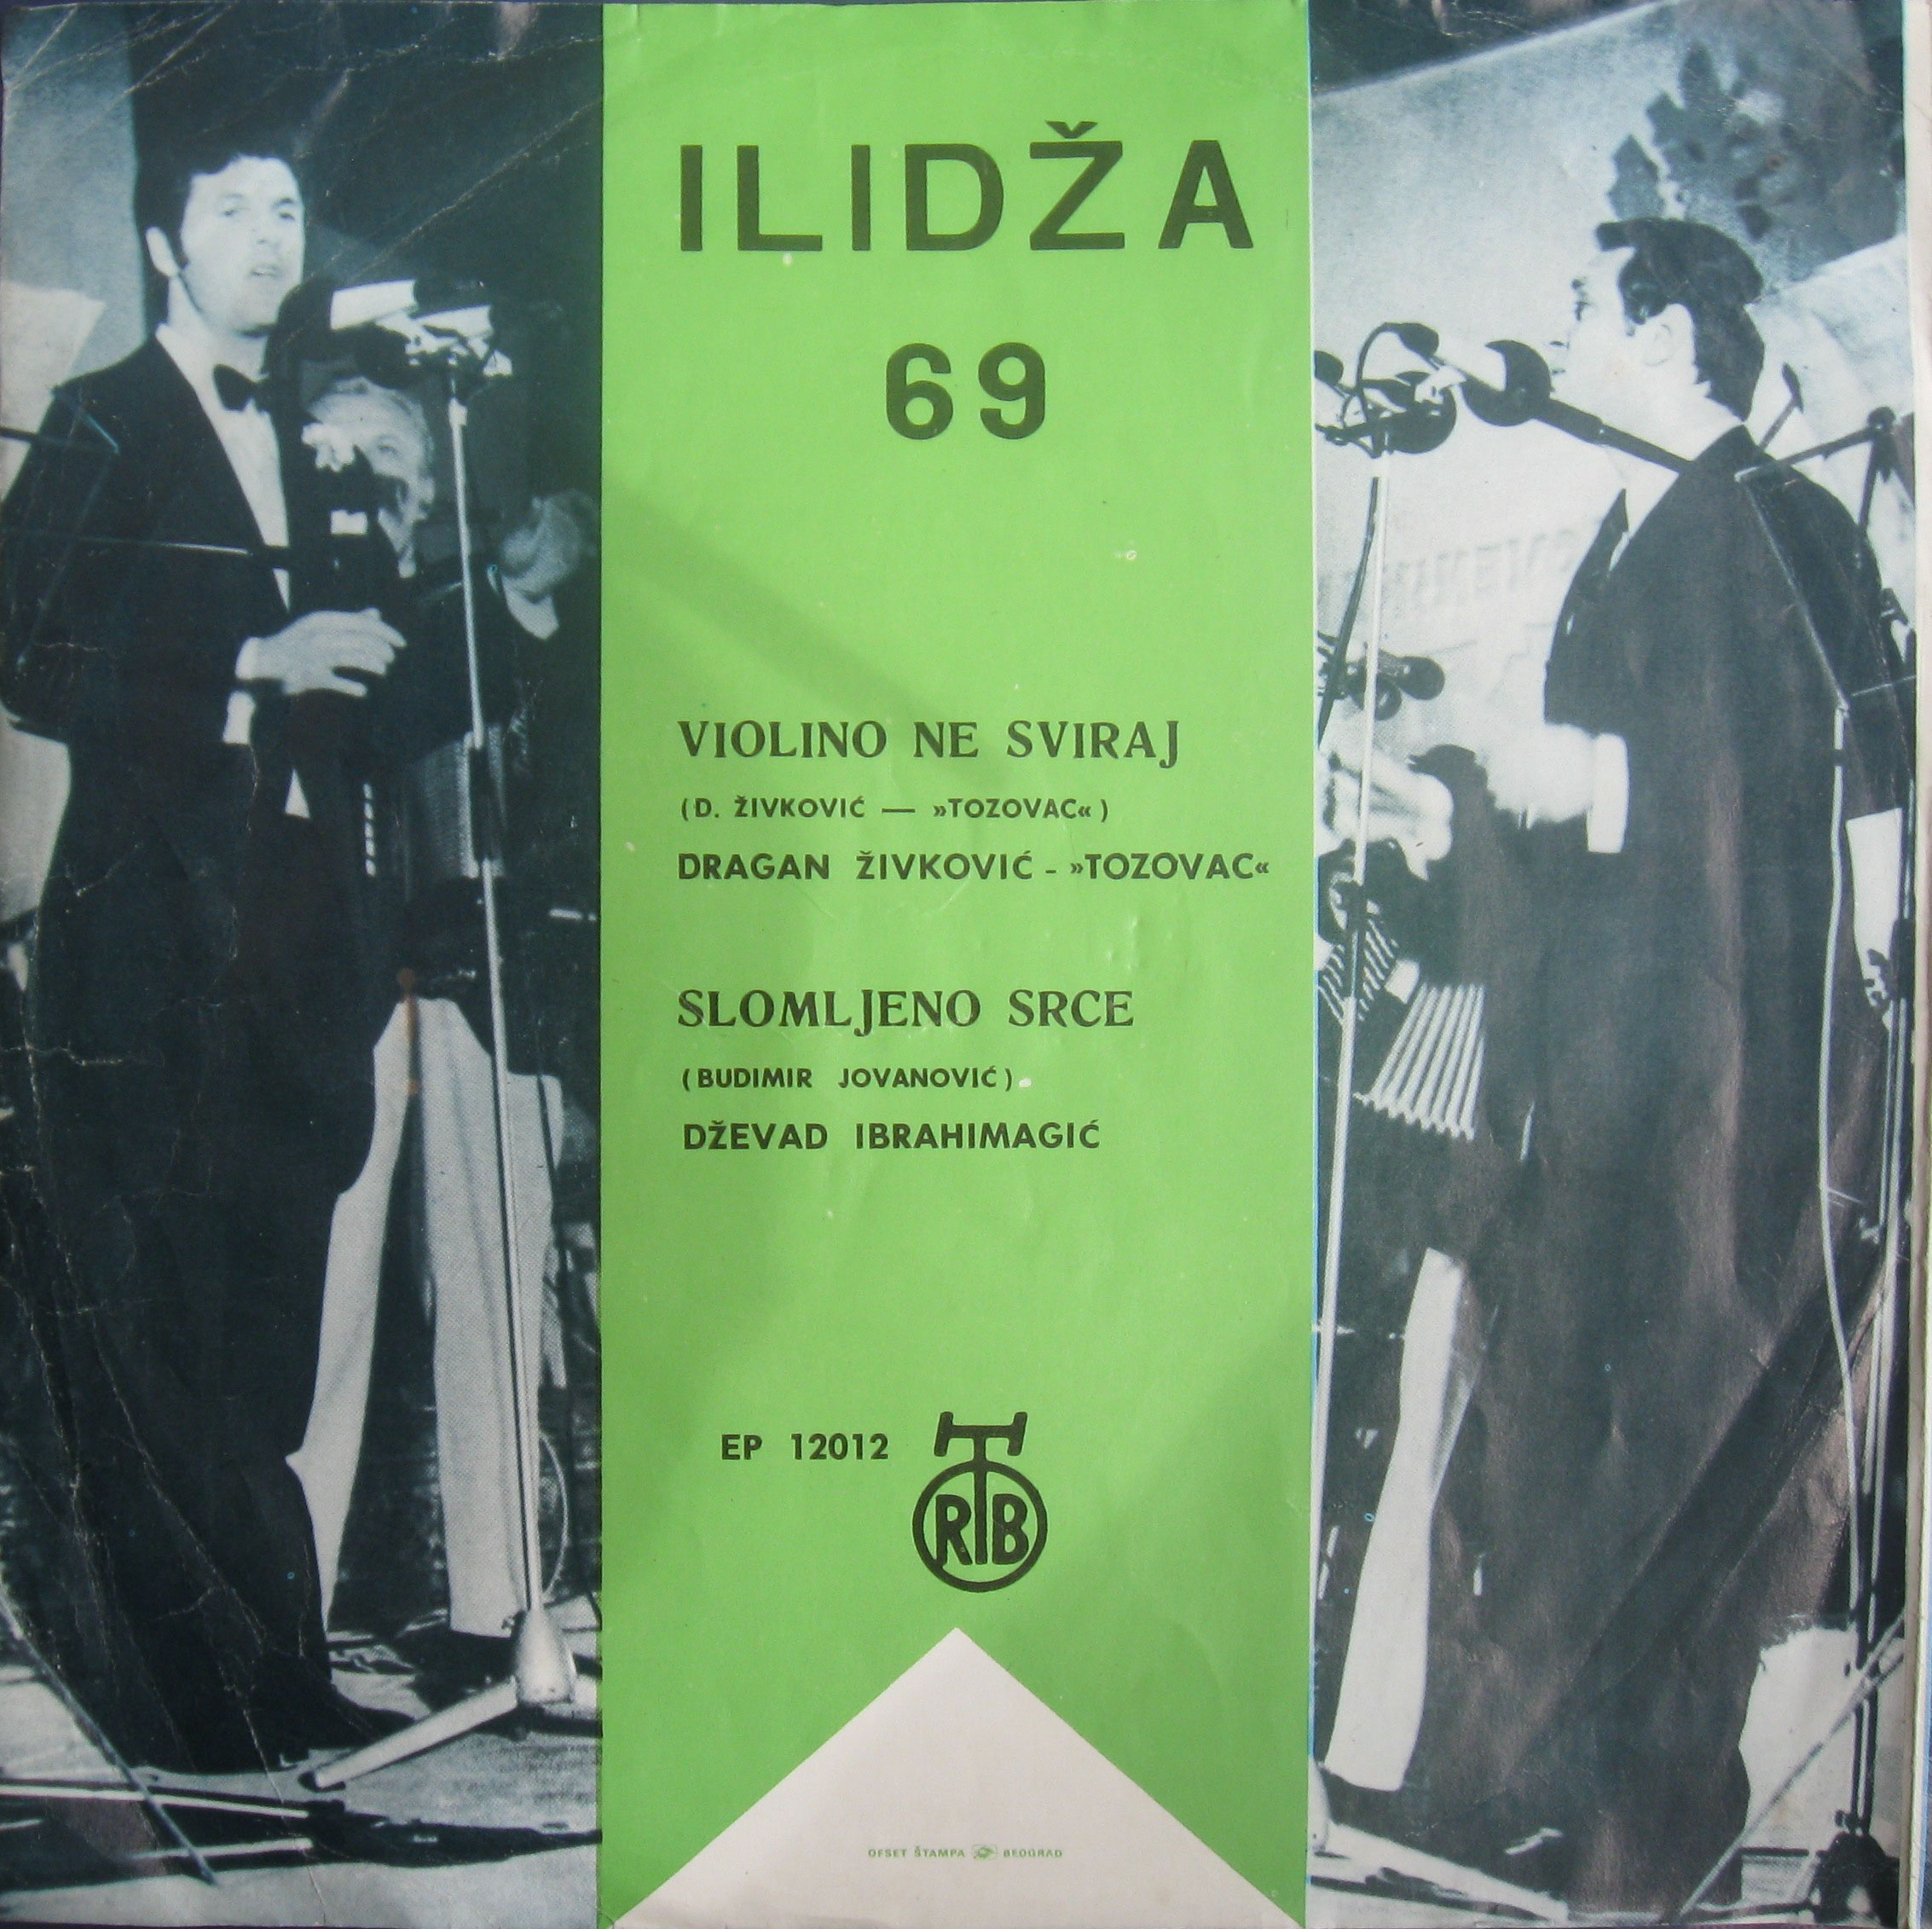 ILIDŽA
69
VIOLINO NE SVIRAJ
(D. ŽIVKOVIĆ — »TOZOVAC«)
DRAGAN ŽIVKOVIĆ - »TOZOVAC«
SLOMLJENO SRCE
(BUDIMIR JOVANOVIĆ)
DŽEVAD IBRAHIMAGIĆ
EP 12012
RTB
OFSET ŠTAMPA BEOGRAD